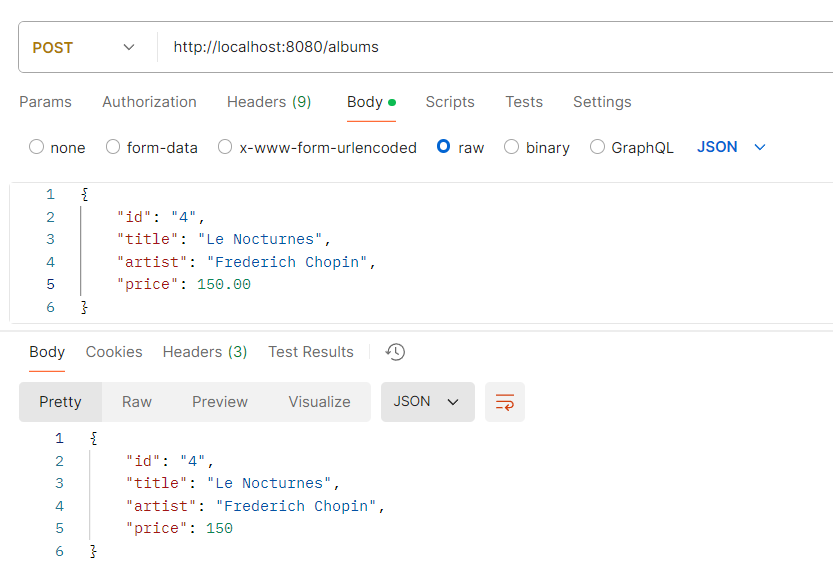 POST http://localhost:8080/albums
Params Authorization Headers (9) Body Scripts Tests Settings
none form-data x-www-form-urlencoded raw binary GraphQL JSON
1 {
2 "id": "4",
3 "title": "Le Nocturnes",
4 "artist": "Frederich Chopin",
5 "price": 150.00
6 }
Body Cookies Headers (3) Test Results
Pretty Raw Preview Visualize JSON
1 {
2 "id": "4",
3 "title": "Le Nocturnes",
4 "artist": "Frederich Chopin",
5 "price": 150
6 }